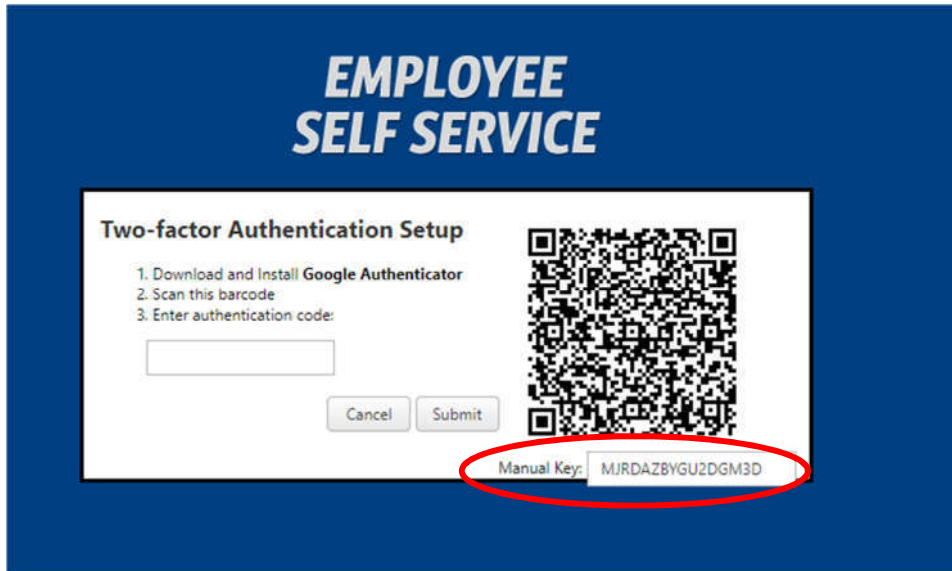 EMPLOYEE
SELF SERVICE
Two-factor Authentication Setup
1. Download and Install Google Authenticator
2. Scan this barcode
3. Enter authentication code:
Cancel
Submit
Manual Key: MJRDAZBYGU2DGM3D